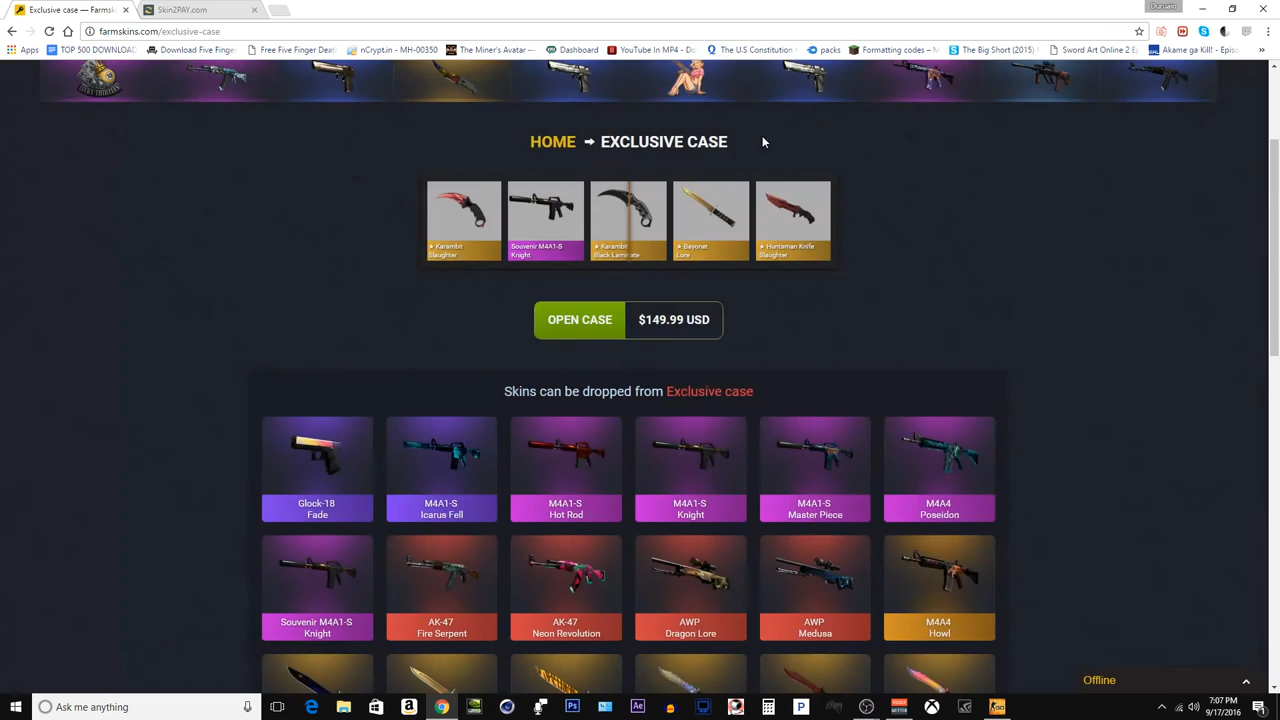 Duruaio
Exclusive case — Farmsk
Skin2PAY.com
farmskins.com/exclusive-case
Apps
TOP 500 DOWNLOAD
Download Five Finger
Free Five Finger Deat
nCrypt.in - MH-00350
The Miner's Avatar -
Dashboard
YouTube In MP4 - Do
The U.S Constitution
packs
Formatting codes – M
The Big Short (2015) F
Sword Art Online 2 Ep
Akame ga Kill! - Episo
HOME EXCLUSIVE CASE
★ Karambit
Slaughter
Souvenir M4A1-S
Knight
★ Karambit
Black Laminate
★ Bayonet
Lore
★ Huntsman Knife
Slaughter
OPEN CASE $149.99 USD
Skins can be dropped from Exclusive case
Glock-18
Fade
M4A1-S
Icarus Fell
M4A1-S
Hot Rod
M4A1-S
Knight
M4A1-S
Master Piece
M4A4
Poseidon
Souvenir M4A1-S
Knight
AK-47
Fire Serpent
AK-47
Neon Revolution
AWP
Dragon Lore
AWP
Medusa
M4A4
Howl
Offline
Ask me anything
7:07 PM
9/17/2016